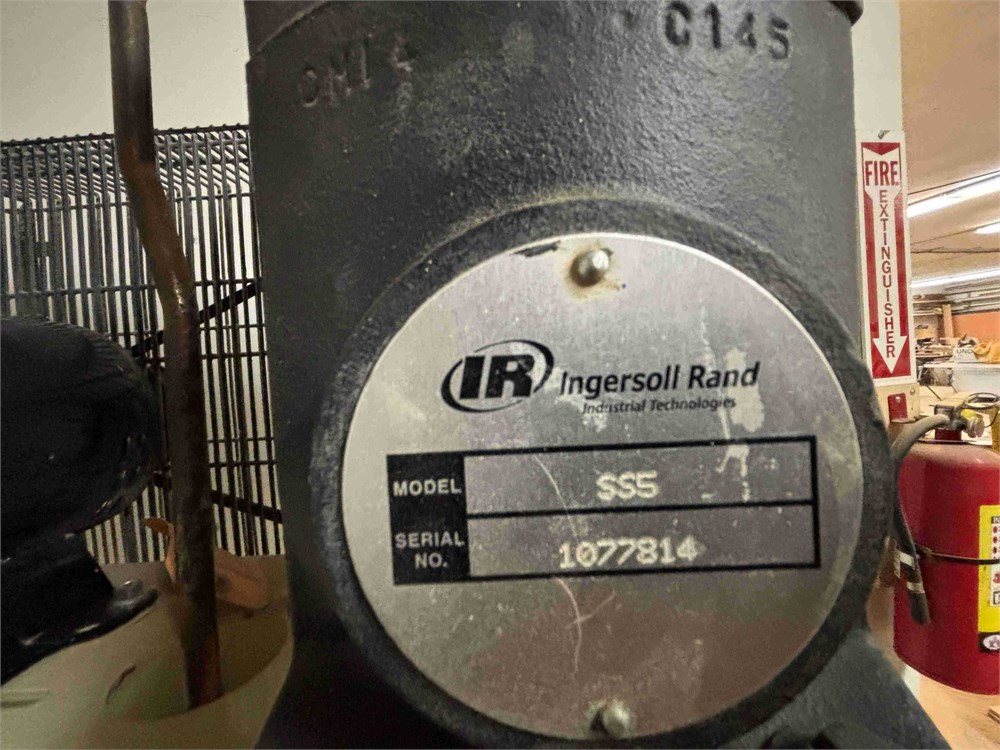 C145
FIRE
EXTINGUISHER
IR Ingersoll Rand
Industrial Technologies
MODEL SS5
SERIAL NO. 1077814